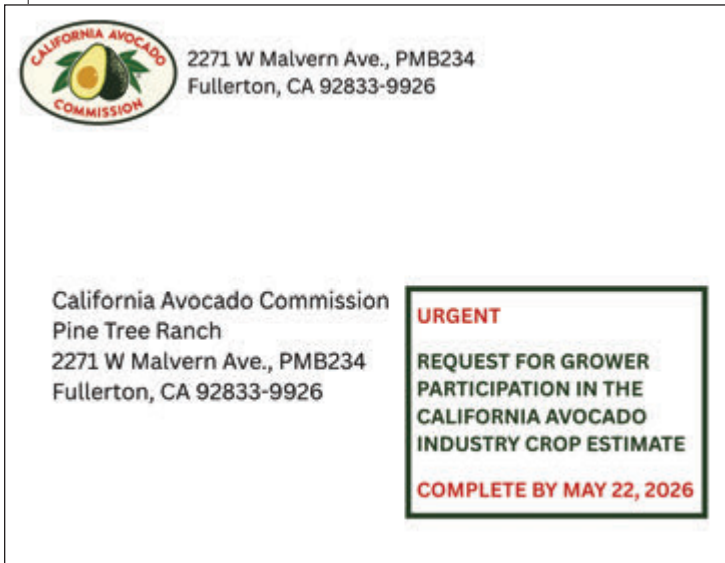 CALIFORNIA AVOCADO
COMMISSION
2271 W Malvern Ave., PMB234
Fullerton, CA 92833-9926
California Avocado Commission
Pine Tree Ranch
2271 W Malvern Ave., PMB234
Fullerton, CA 92833-9926
URGENT
REQUEST FOR GROWER
PARTICIPATION IN THE
CALIFORNIA AVOCADO
INDUSTRY CROP ESTIMATE
COMPLETE BY MAY 22, 2026